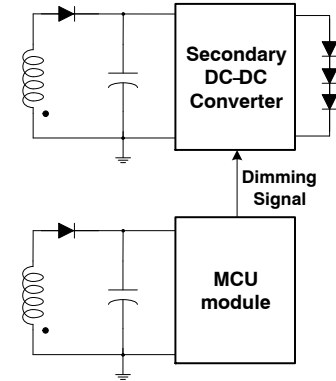 Secondary
DC–DC
Converter
Dimming
Signal
MCU
module